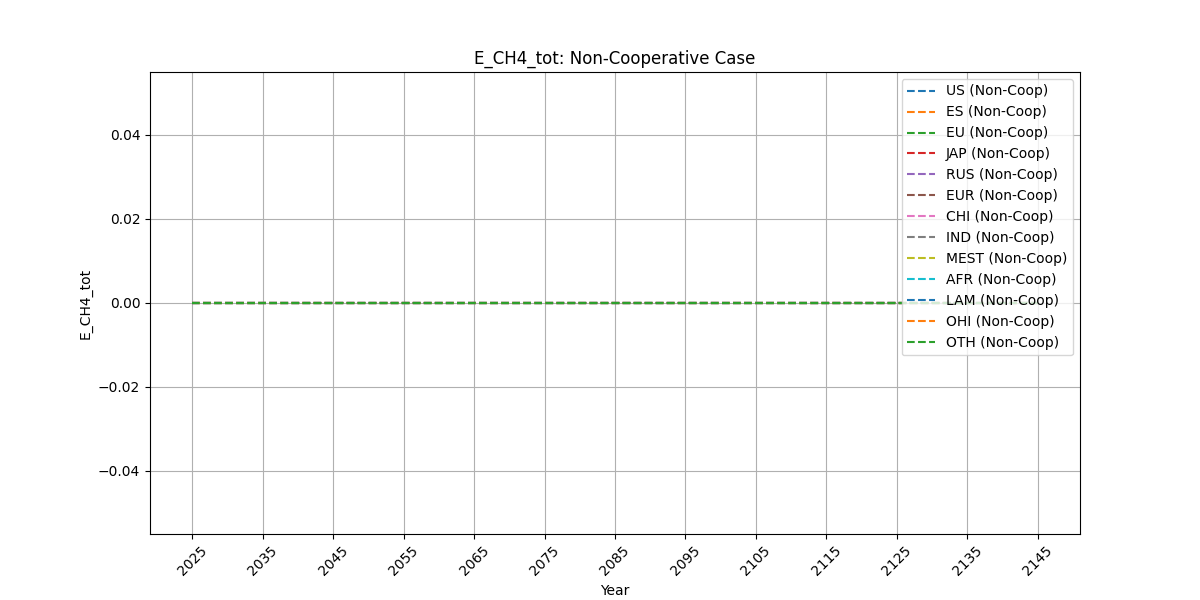 E_CH4_tot: Non-Cooperative Case
US (Non-Coop)
ES (Non-Coop)
EU (Non-Coop)
JAP (Non-Coop)
RUS (Non-Coop)
EUR (Non-Coop)
CHI (Non-Coop)
IND (Non-Coop)
MEST (Non-Coop)
AFR (Non-Coop)
LAM (Non-Coop)
OHI (Non-Coop)
OTH (Non-Coop)
E_CH4_tot
0.04
0.02
0.00
−0.02
−0.04
2025
2035
2045
2055
2065
2075
2085
2095
2105
2115
2125
2135
2145
Year